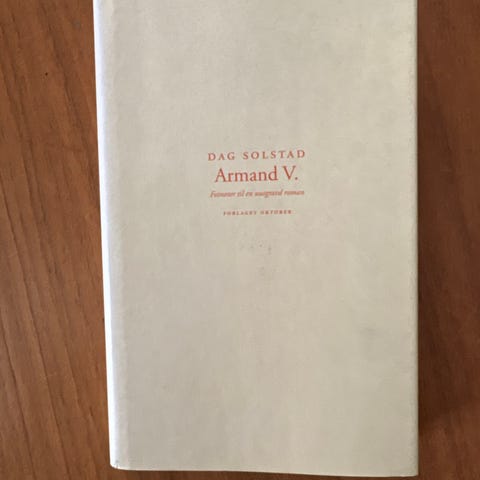 DAG SOLSTAD
Armand V.
Fotnoter til en uutgravd roman
FORLAGET OKTOBER